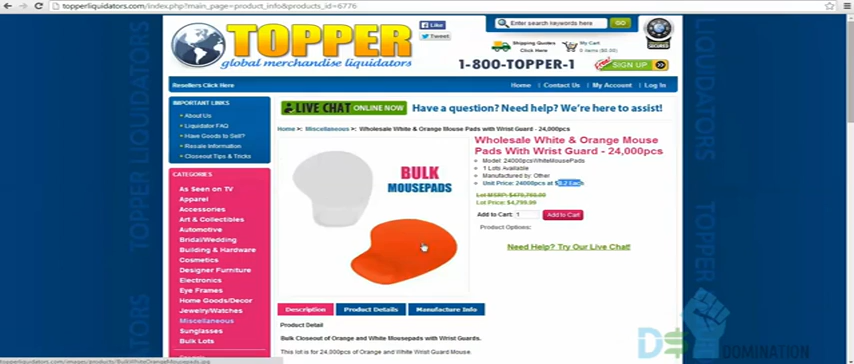 topperliquidators.com/index.php?main_page=product_info&products_id=6776
TOPPER
global merchandise liquidators
Like
Tweet
Enter search keywords here
GO
Shipping Quotes
Click Here
My Cart
0 Items ($0.00)
1-800-TOPPER-1
SIGN UP
Resellers Click Here
Home | Contact Us | My Account | Log In
IMPORTANT LINKS
About Us
Liquidator FAQ
Have Goods to Sell?
Resale Information
Closeout Tips & Tricks
LIVE CHAT ONLINE NOW
Have a question? Need help? We're here to assist!
Home > Miscellaneous > Wholesale White & Orange Mouse Pads with Wrist Guard - 24,000pcs
CATEGORIES
As Seen on TV
Apparel
Accessories
Art & Collectibles
Automotive
Bridal/Wedding
Building & Hardware
Cosmetics
Designer Furniture
Electronics
Eye Frames
Home Goods/Decor
Jewelry/Watches
Miscellaneous
Sunglasses
Bulk Lots
BULK
MOUSEPADS
Wholesale White & Orange Mouse
Pads With Wrist Guard - 24,000pcs
Model: 24000pcsWhiteMousePads
1 Lots Available
Manufactured by: Other
Unit Price: 24000pcs at $0.2 Each
Lot Price: $4,799.99
Add to Cart: 1
Add to Cart
Product Options:
Need Help? Try Our Live Chat!
Description
Product Details
Manufacture Info
Product Detail
Bulk Closeout of Orange and White Mousepads with Wrist Guards.
This lot is for 24,000pcs of Orange and White Wrist Guard Mouse.
TOPPER LIQUIDATORS
DOMINATION